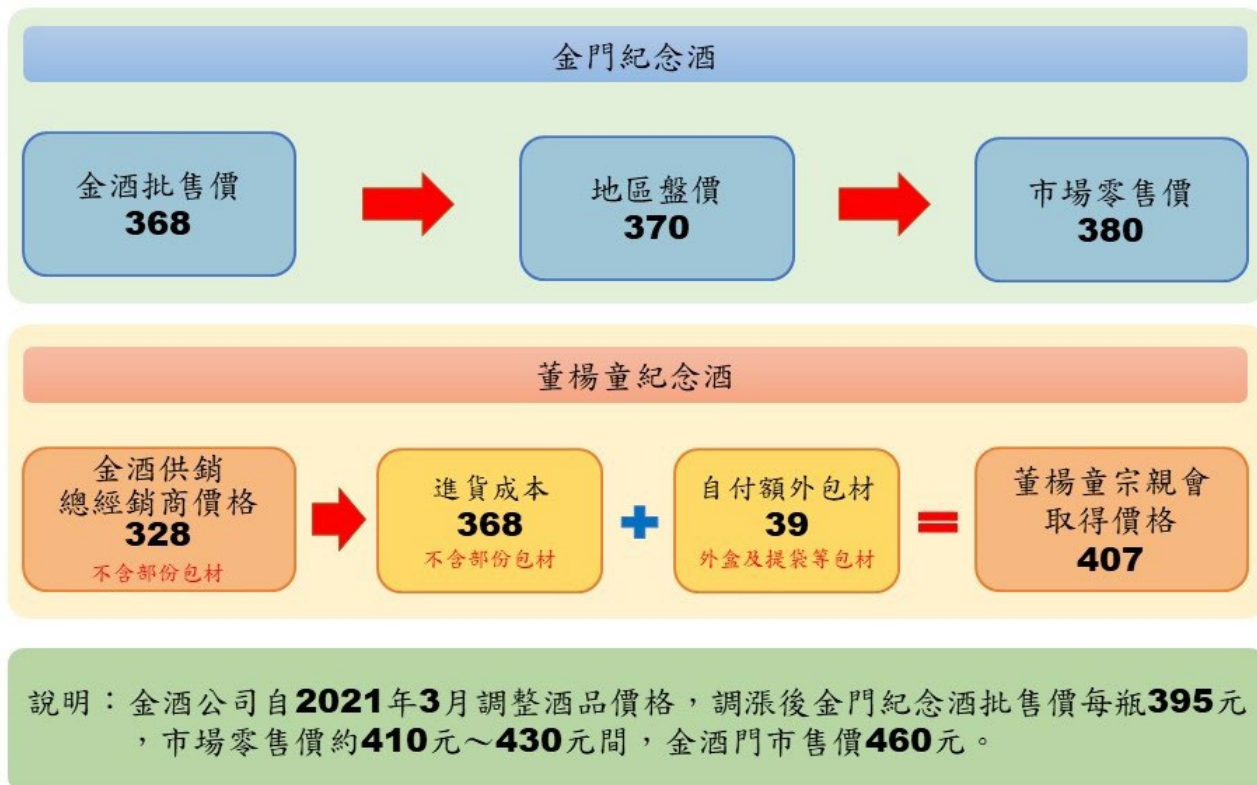 金門紀念酒
金酒批售價
368
地區盤價
370
市場零售價
380
董楊童紀念酒
金酒供銷
總經銷商價格
328
不含部份包材
進貨成本
368
不含部份包材
自付額外包材
39
外盒及提袋等包材
董楊童宗親會
取得價格
407
說明：金酒公司自2021年3月調整酒品價格，調漲後金門紀念酒批售價每瓶395元
，市場零售價約410元～430元間，金酒門市售價460元。